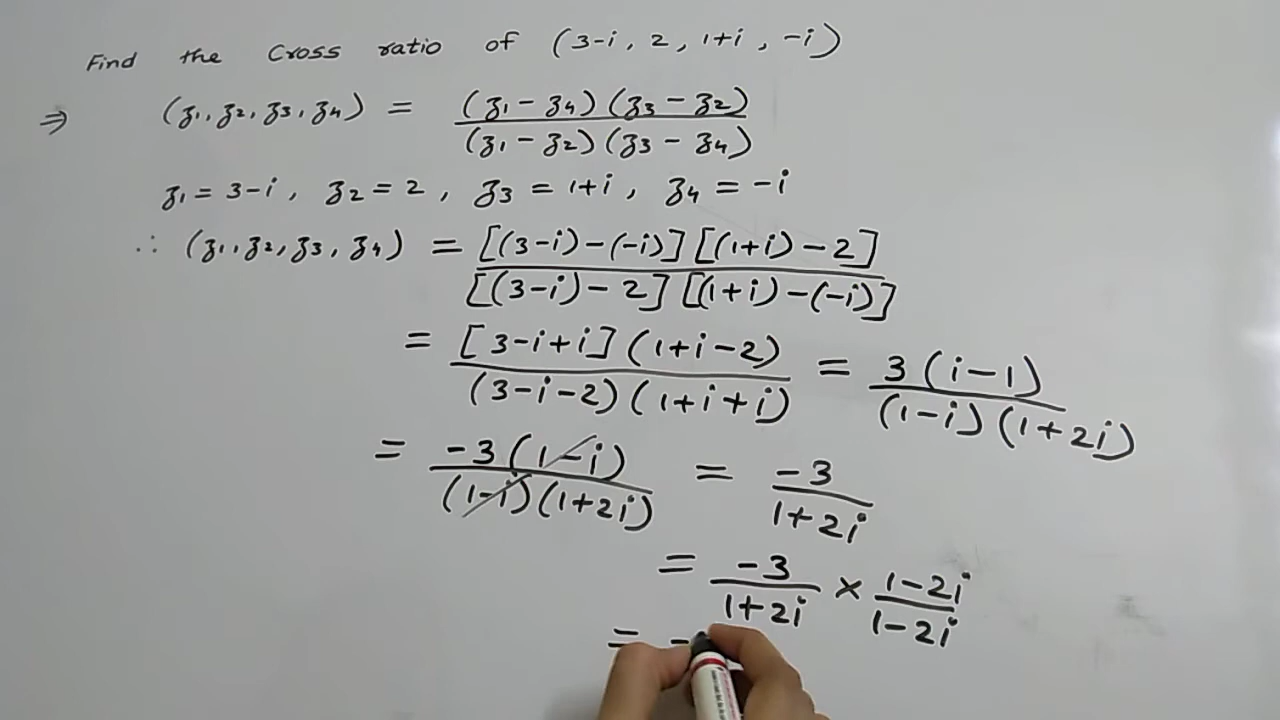 Find the Cross ratio of (3-i, 2, 1+i, -i)
⇒ (z1, z2, z3, z4) = (z1 - z4)(z3 - z2) / (z1 - z2)(z3 - z4)
z1 = 3-i, z2 = 2, z3 = 1+i, z4 = -i
∴ (z1, z2, z3, z4) = [(3-i)-(-i)][(1+i)-2] / [(3-i)-2][(1+i)-(-i)]
= [3-i+i](1+i-2) / (3-i-2)(1+i+i) = 3(i-1) / (1-i)(1+2i)
= -3(1-i) / (1-i)(1+2i) = -3 / 1+2i
= -3 / 1+2i × 1-2i / 1-2i
= -